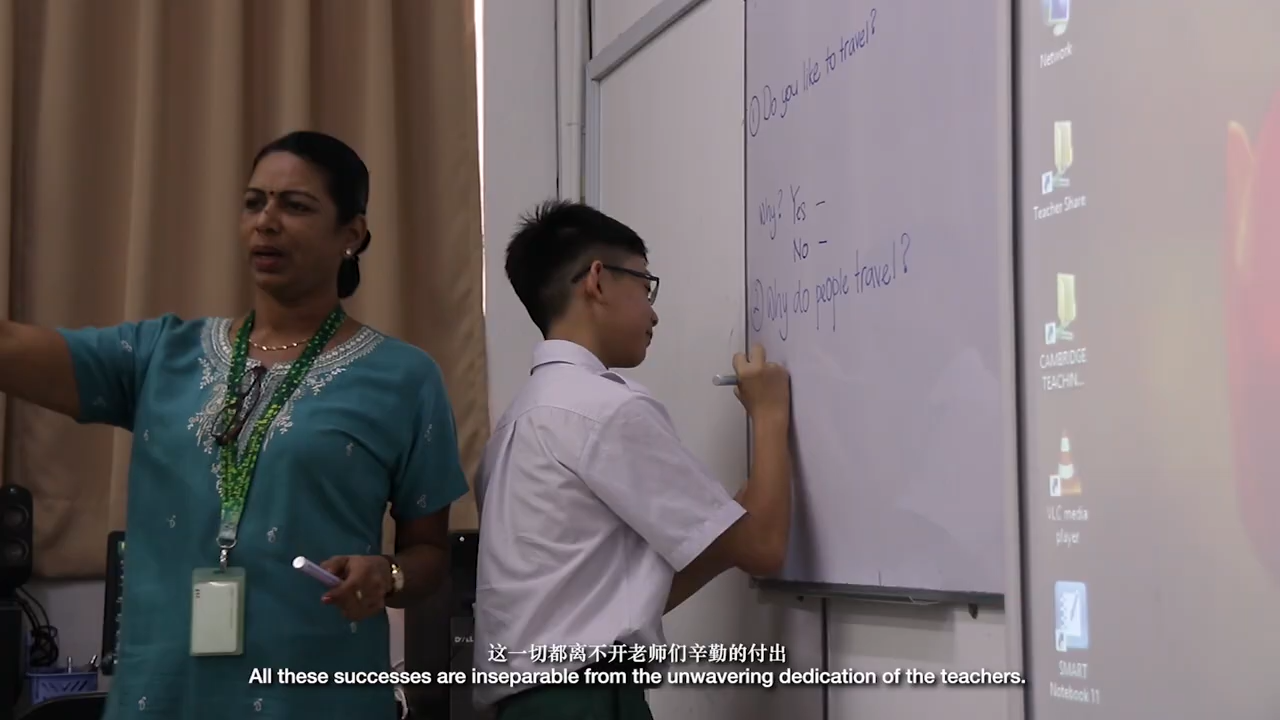 ① Do you like to travel?
Why? Yes –
No –
② Why do people travel?
Network
Teacher Share
CAMBRIDGE
TEACHIN...
VLC media
player
SMART
Notebook 11
这一切都离不开老师们辛勤的付出
All these successes are inseparable from the unwavering dedication of the teachers.